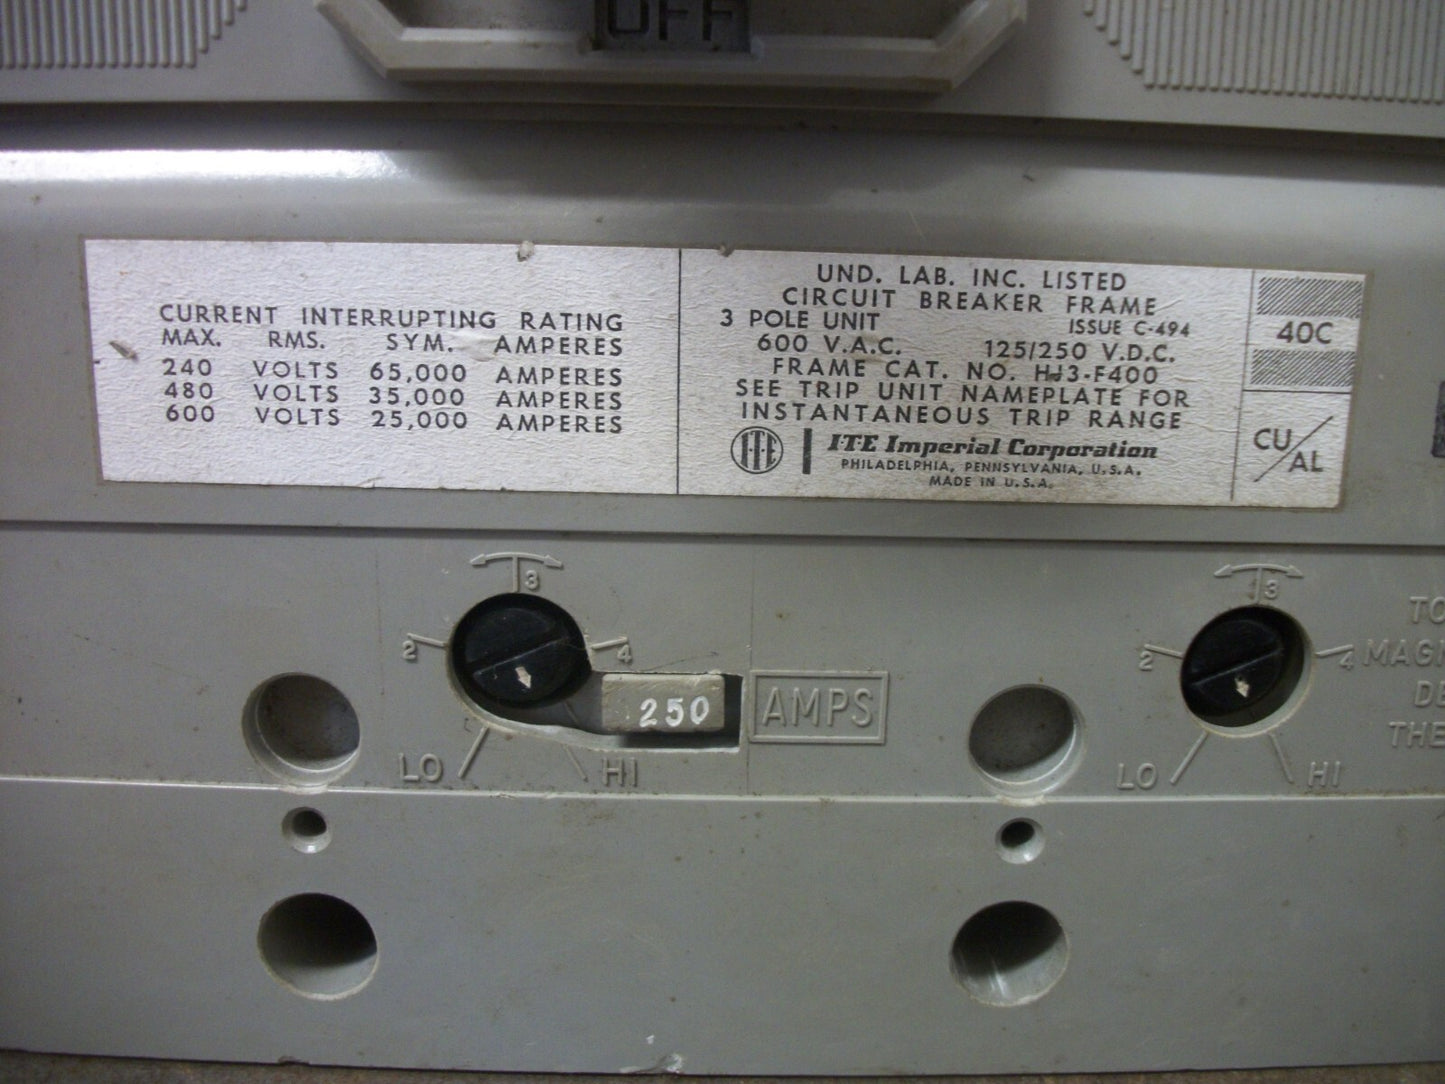 OFF
CURRENT INTERRUPTING RATING
MAX. RMS. SYM. AMPERES
240 VOLTS 65,000 AMPERES
480 VOLTS 35,000 AMPERES
600 VOLTS 25,000 AMPERES
UND. LAB. INC. LISTED
CIRCUIT BREAKER FRAME
3 POLE UNIT ISSUE C-494
600 V.A.C. 125/250 V.D.C.
FRAME CAT. NO. HJ3-F400
SEE TRIP UNIT NAMEPLATE FOR
INSTANTANEOUS TRIP RANGE
I-T-E
I-T-E Imperial Corporation
PHILADELPHIA, PENNSYLVANIA, U.S.A.
MADE IN U.S.A.
40C
CU/AL
3
2 4
250 AMPS
LO HI
3
2 4
LO HI
TO
THE